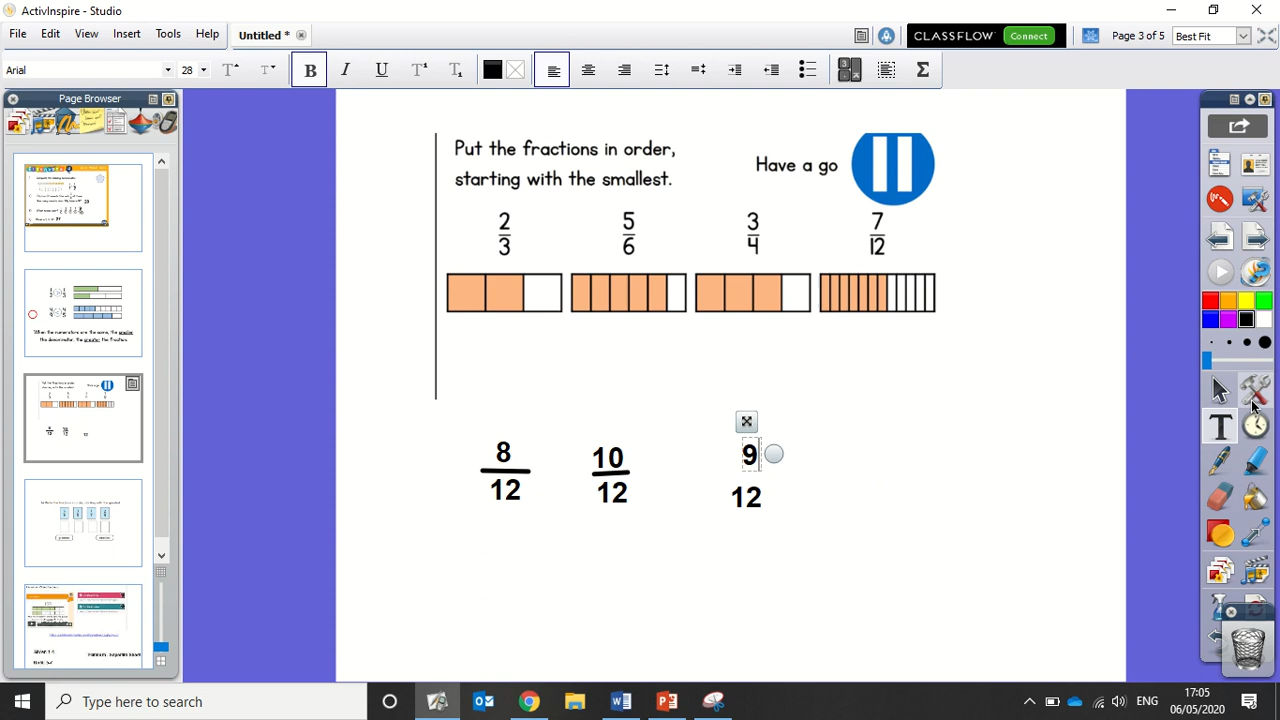 ActivInspire - Studio
File Edit View Insert Tools Help
Untitled *
CLASSFLOW Connect
Page 3 of 5 Best Fit
Arial 28
Page Browser
Put the fractions in order,
starting with the smallest.
Have a go
2 5 3 7
3 6 4 12
8 10 9
12 12 12
Type here to search
ENG
17:05
06/05/2020